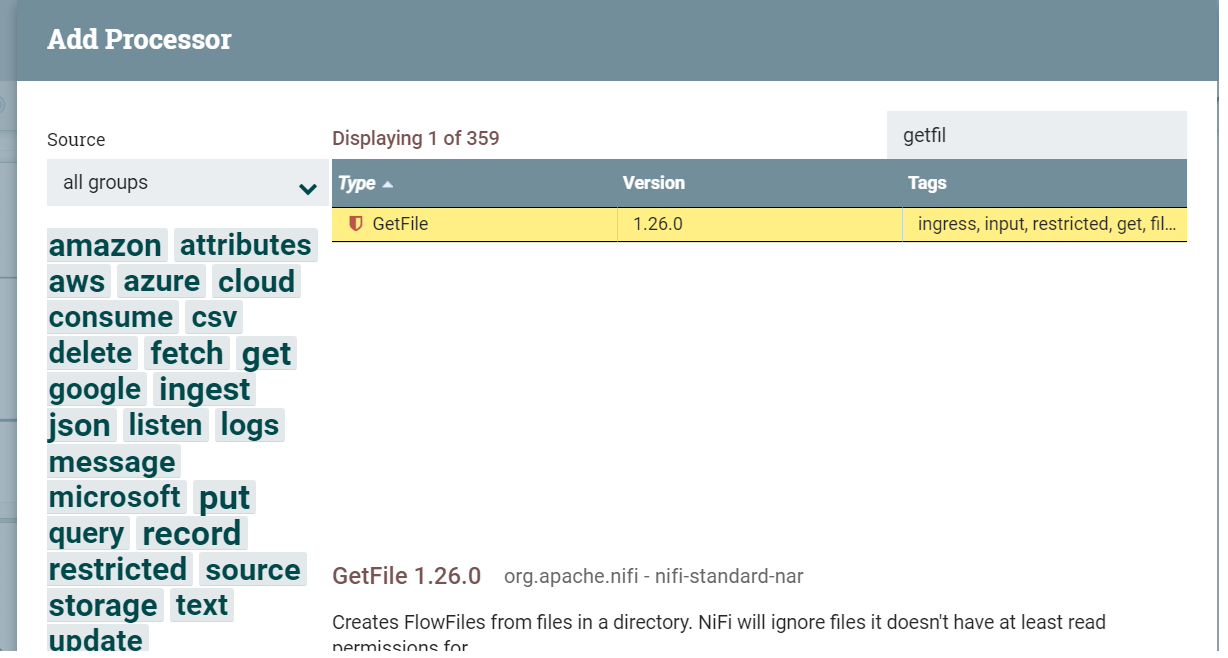 Add Processor
Source
all groups
amazon attributes
aws azure cloud
consume csv
delete fetch get
google ingest
json listen logs
message
microsoft put
query record
restricted source
storage text
update
Displaying 1 of 359
getfil
Type Version Tags
GetFile 1.26.0 ingress, input, restricted, get, fil...
GetFile 1.26.0 org.apache.nifi - nifi-standard-nar
Creates FlowFiles from files in a directory. NiFi will ignore files it doesn't have at least read
permissions for.